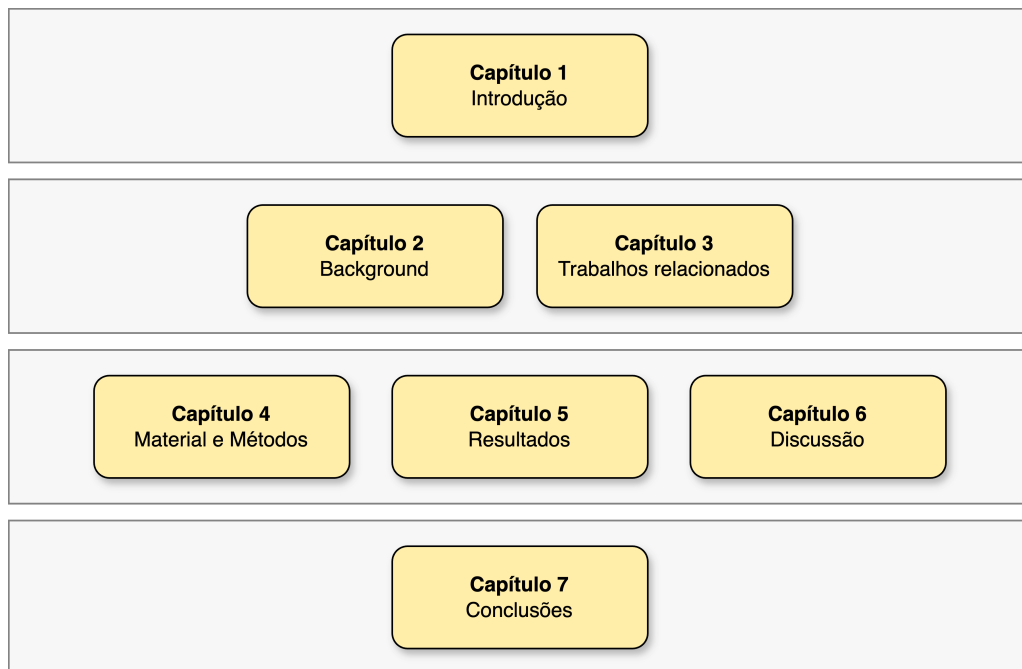 Capítulo 1
Introdução
Capítulo 2
Background
Capítulo 3
Trabalhos relacionados
Capítulo 4
Material e Métodos
Capítulo 5
Resultados
Capítulo 6
Discussão
Capítulo 7
Conclusões